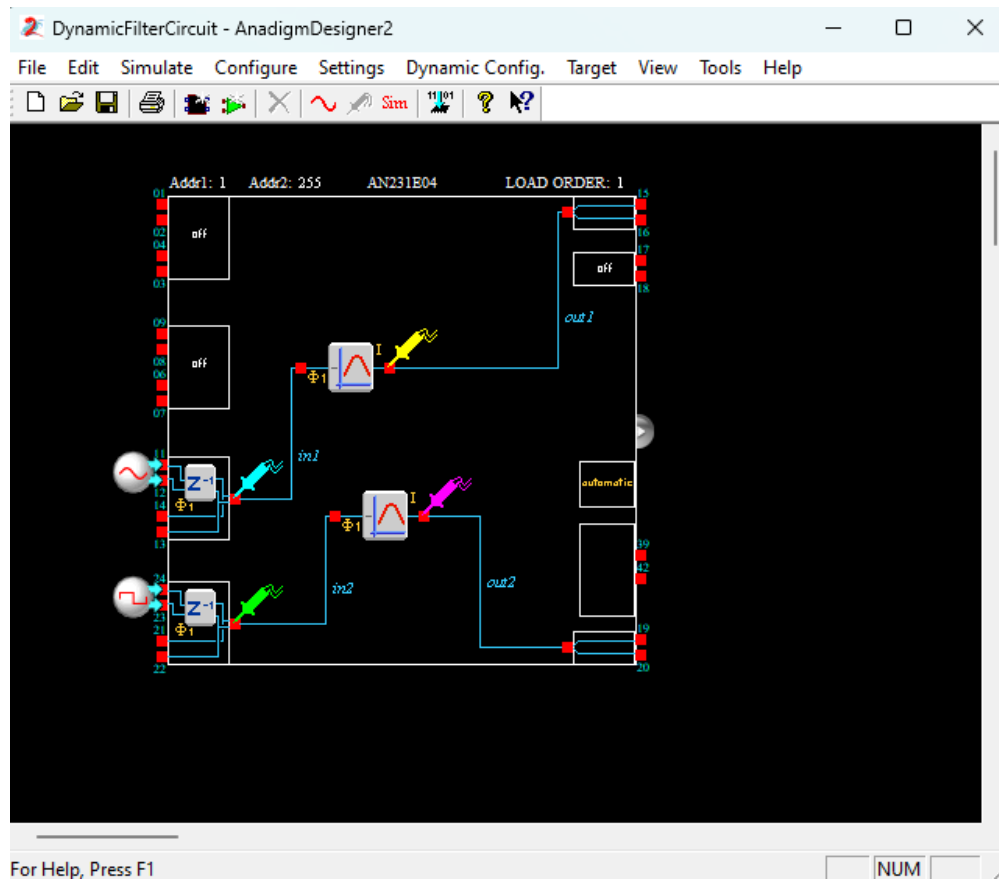 DynamicFilterCircuit - AnadigmDesigner2
File Edit Simulate Configure Settings Dynamic Config. Target View Tools Help
Sim 11 01
Addr1: 1 Addr2: 255 AN231E04 LOAD ORDER: 1
01
15
02
off
16
04
17
03
off
18
out1
09
08
off
06
I
Φ1
07
11
in1
Z-1
automatic
12
14
Φ1
I
Φ1
13
39
24
42
in2
out2
Z-1
23
21
Φ1
19
22
20
For Help, Press F1
NUM